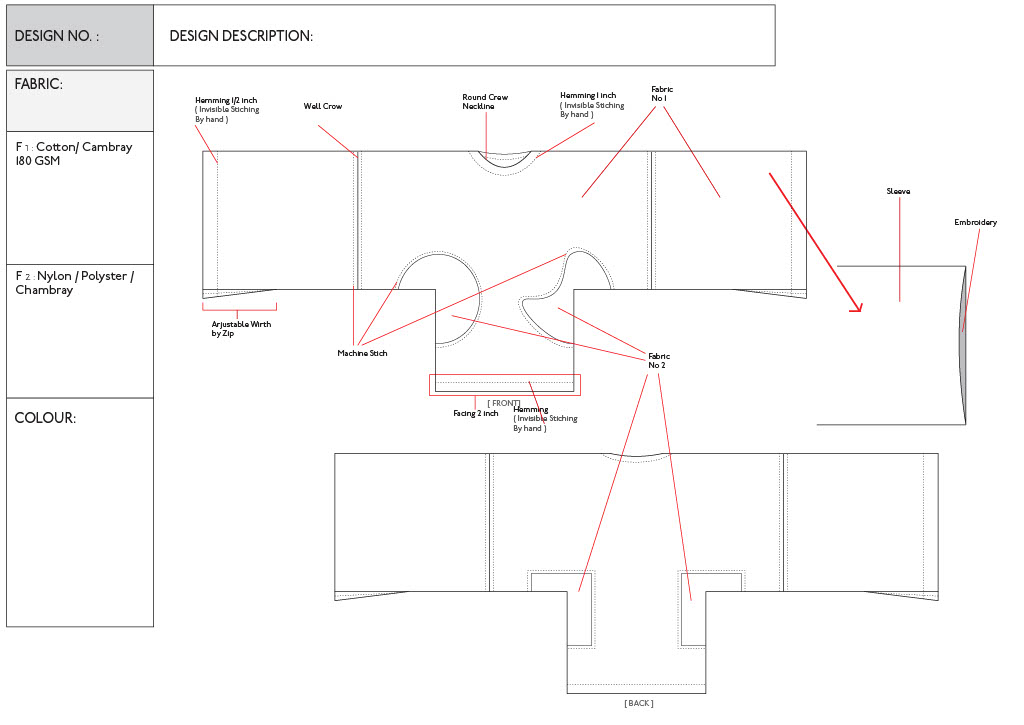 DESIGN NO. :
DESIGN DESCRIPTION:
FABRIC:
F 1 : Cotton/ Cambray
180 GSM
F 2 : Nylon / Polyster /
Chambray
COLOUR:
Hemming 1/2 inch
( Invisible Stiching
By hand )
Well Crow
Round Crew
Neckline
Hemming 1 inch
( Invisible Stiching
By hand )
Fabric
No 1
Sleeve
Embroidery
Adjustable Wirth
by Zip
Machine Stich
Fabric
No 2
[ FRONT]
Facing 2 inch
Hemming
( Invisible Stiching
By hand )
[ BACK ]